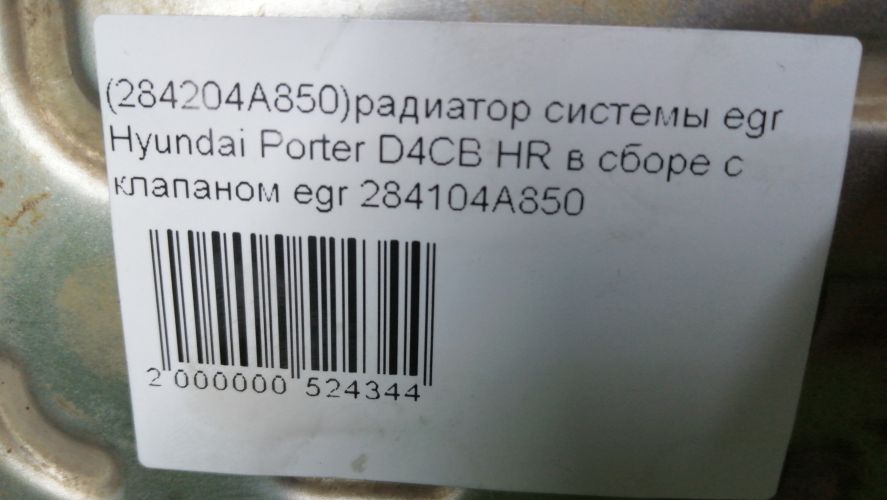 (284204A850)радиатор системы egr
Hyundai Porter D4CB HR в сборе с
клапаном egr 284104A850
2 000000 524344